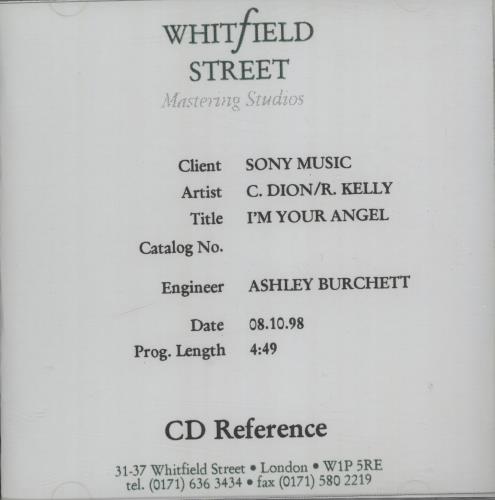 WHITFIELD
STREET
Mastering Studios
Client SONY MUSIC
Artist C. DION/R. KELLY
Title I'M YOUR ANGEL
Catalog No.
Engineer ASHLEY BURCHETT
Date 08.10.98
Prog. Length 4:49
CD Reference
31-37 Whitfield Street • London • W1P 5RE
tel. (0171) 636 3434 • fax (0171) 580 2219